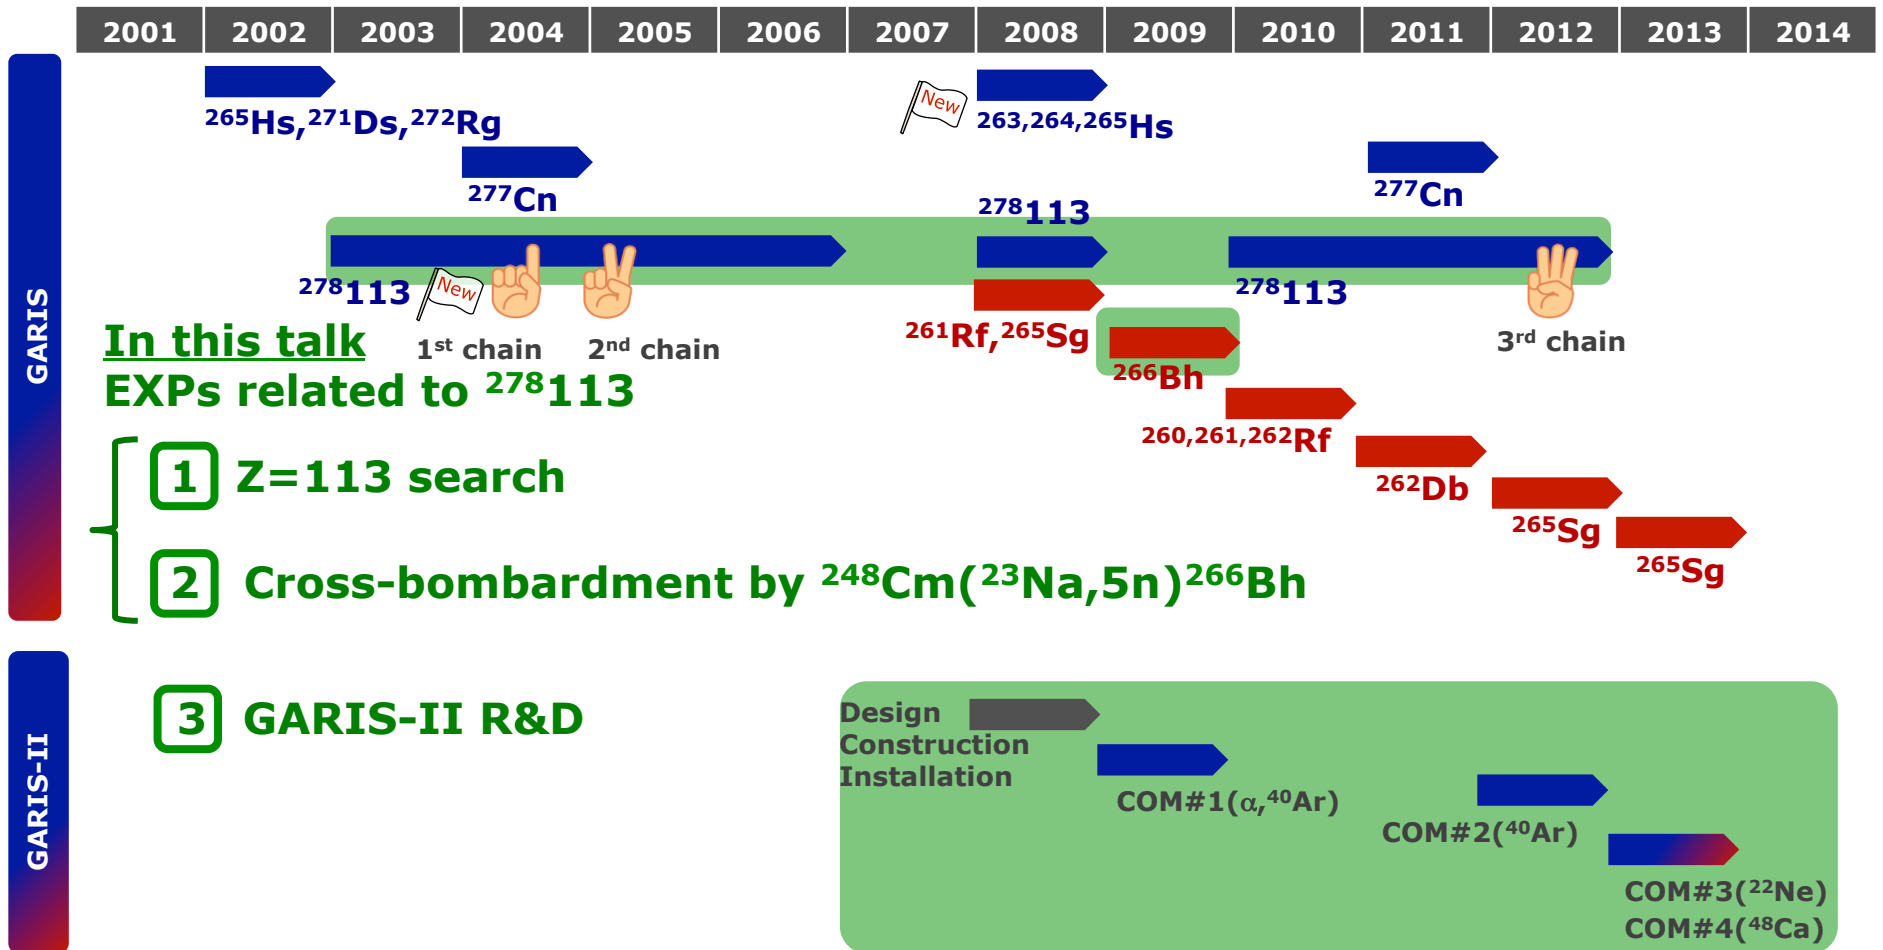 2001 2002 2003 2004 2005 2006 2007 2008 2009 2010 2011 2012 2013 2014
GARIS
²⁶⁵Hs,²⁷¹Ds,²⁷²Rg
New
²⁶³,²⁶⁴,²⁶⁵Hs
²⁷⁷Cn
²⁷⁷Cn
²⁷⁸113
²⁷⁸113
New
²⁷⁸113
1ˢᵗ chain
2ⁿᵈ chain
²⁶¹Rf,²⁶⁵Sg
3ʳᵈ chain
²⁶⁶Bh
²⁶⁰,²⁶¹,²⁶²Rf
²⁶²Db
²⁶⁵Sg
²⁶⁵Sg
In this talk
EXPs related to ²⁷⁸113
1 Z=113 search
2 Cross-bombardment by ²⁴⁸Cm(²³Na,5n)²⁶⁶Bh
GARIS-II
3 GARIS-II R&D
Design
Construction
Installation
COM#1(α,⁴⁰Ar)
COM#2(⁴⁰Ar)
COM#3(²²Ne)
COM#4(⁴⁸Ca)